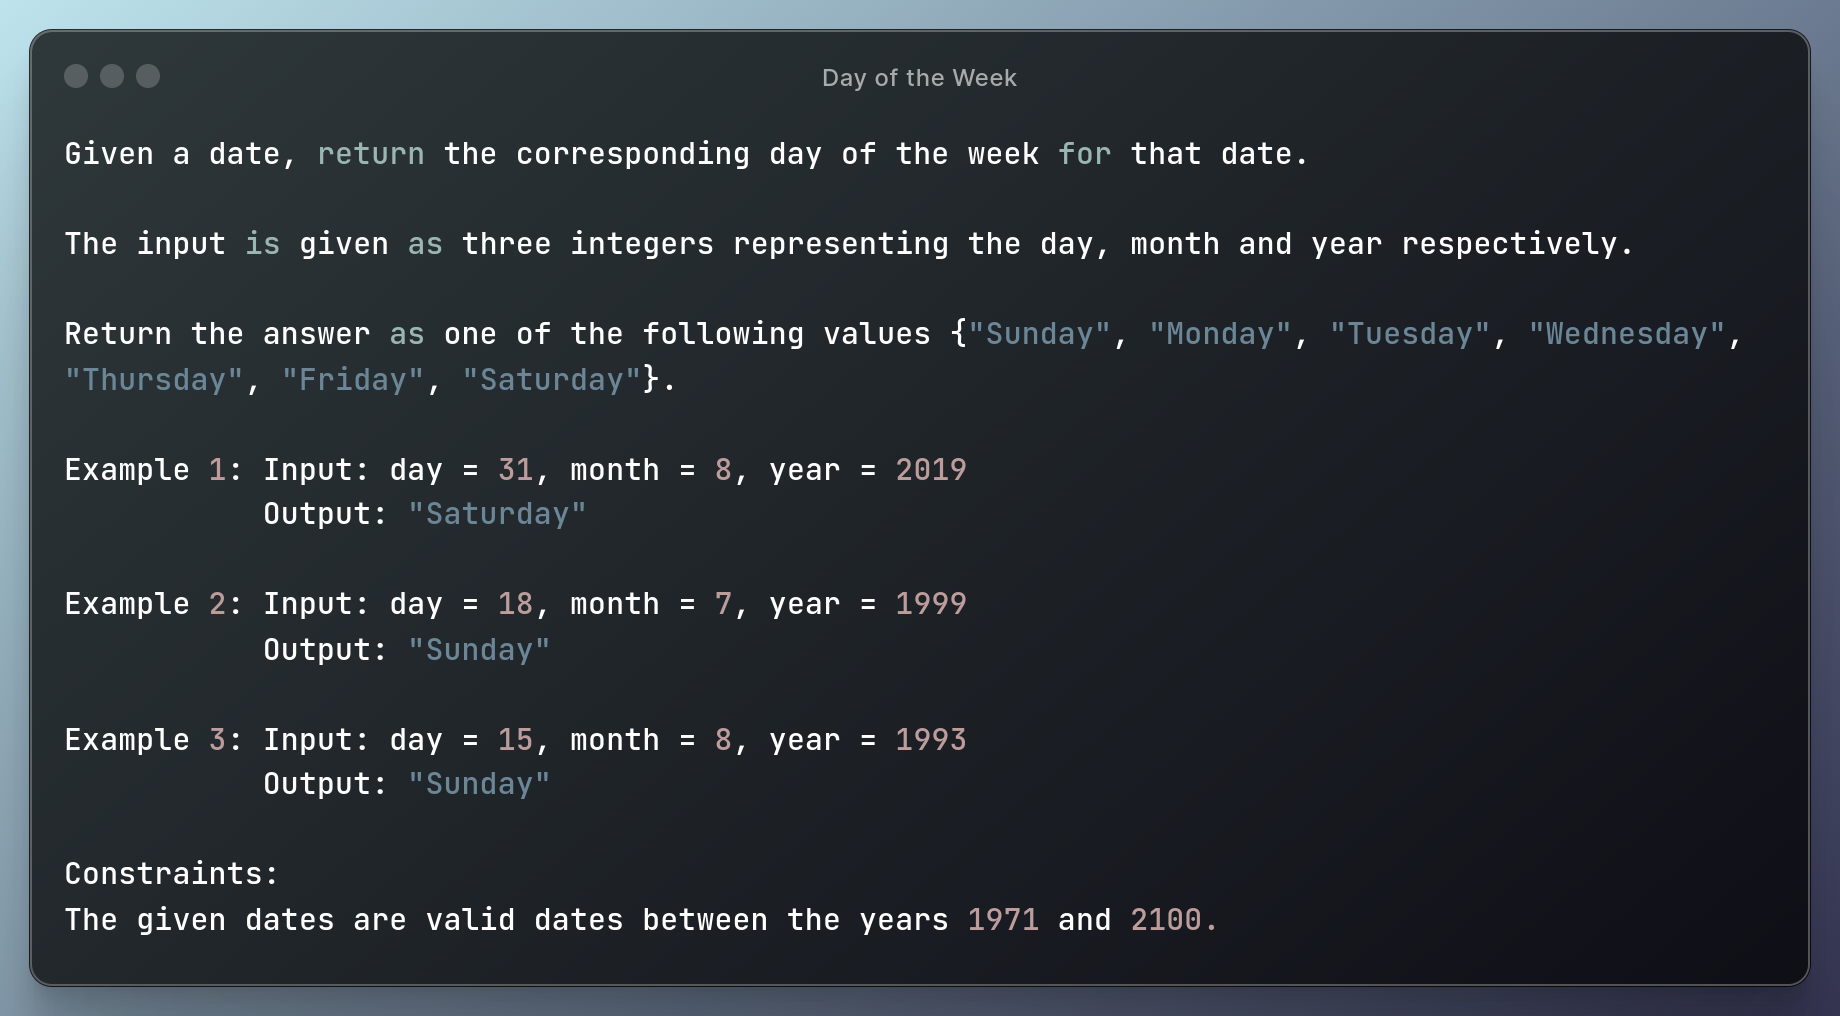 Day of the Week
Given a date, return the corresponding day of the week for that date.
The input is given as three integers representing the day, month and year respectively.
Return the answer as one of the following values {"Sunday", "Monday", "Tuesday", "Wednesday",
"Thursday", "Friday", "Saturday"}.
Example 1: Input: day = 31, month = 8, year = 2019
Output: "Saturday"
Example 2: Input: day = 18, month = 7, year = 1999
Output: "Sunday"
Example 3: Input: day = 15, month = 8, year = 1993
Output: "Sunday"
Constraints:
The given dates are valid dates between the years 1971 and 2100.